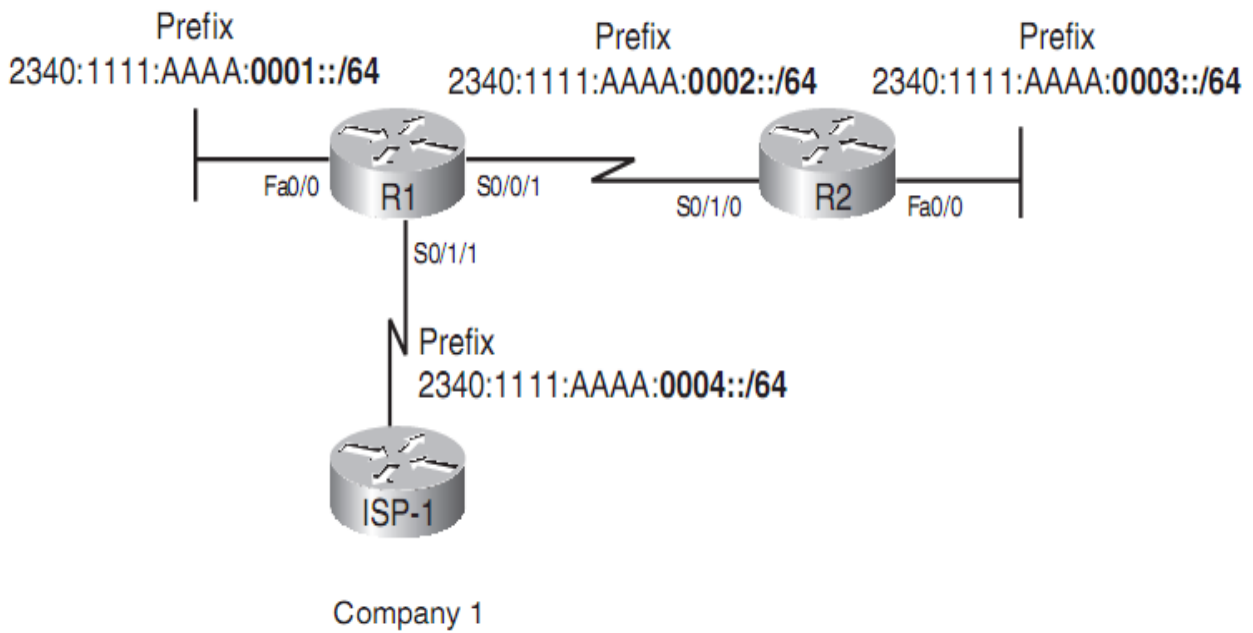 Prefix
2340:1111:AAAA:0001::/64
Prefix
2340:1111:AAAA:0002::/64
Prefix
2340:1111:AAAA:0003::/64
Fa0/0
R1
S0/0/1
S0/1/0
R2
Fa0/0
S0/1/1
Prefix
2340:1111:AAAA:0004::/64
ISP-1
Company 1